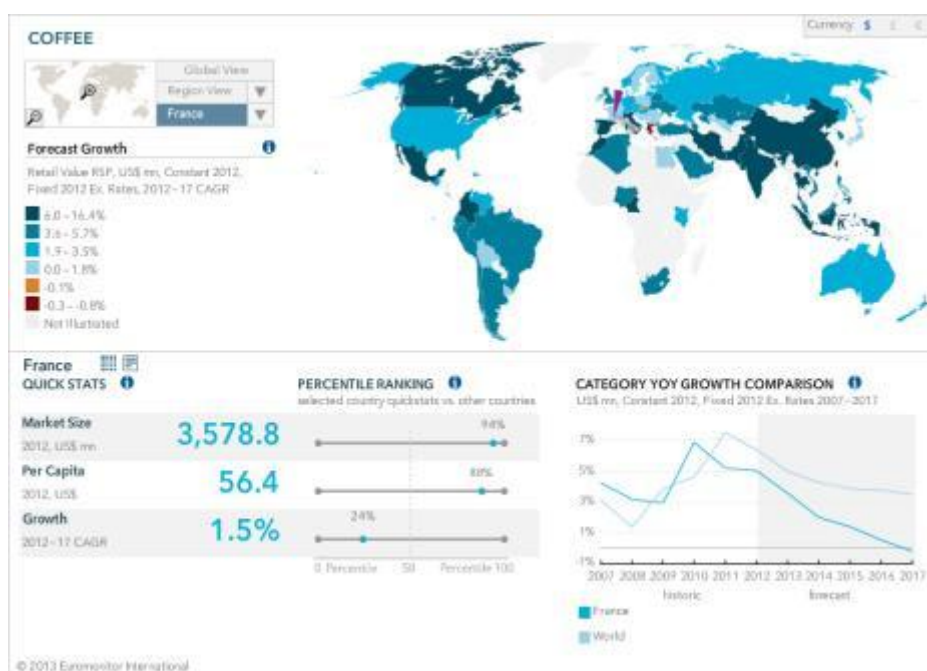 Currency: $ £ €
COFFEE
Global View
Region View
France
Forecast Growth
Retail Value RSP, US$ mn, Constant 2012,
Fixed 2012 Ex. Rates, 2012-17 CAGR
6.0 - 16.4%
3.6 - 5.7%
1.9 - 3.5%
0.0 - 1.8%
-0.1%
-0.3 - -0.8%
Not Illustrated
France
QUICK STATS
Market Size
2012, US$ mn
3,578.8
Per Capita
2012, US$
56.4
Growth
2012-17 CAGR
1.5%
PERCENTILE RANKING
selected country quickstats vs. other countries
94%
88%
24%
0 Percentile 50 Percentile 100
CATEGORY YOY GROWTH COMPARISON
US$ mn, Constant 2012, Fixed 2012 Ex. Rates 2007-2017
7%
5%
3%
1%
-1%
2007 2008 2009 2010 2011 2012 2013 2014 2015 2016 2017
historic forecast
France
World
© 2013 Euromonitor International